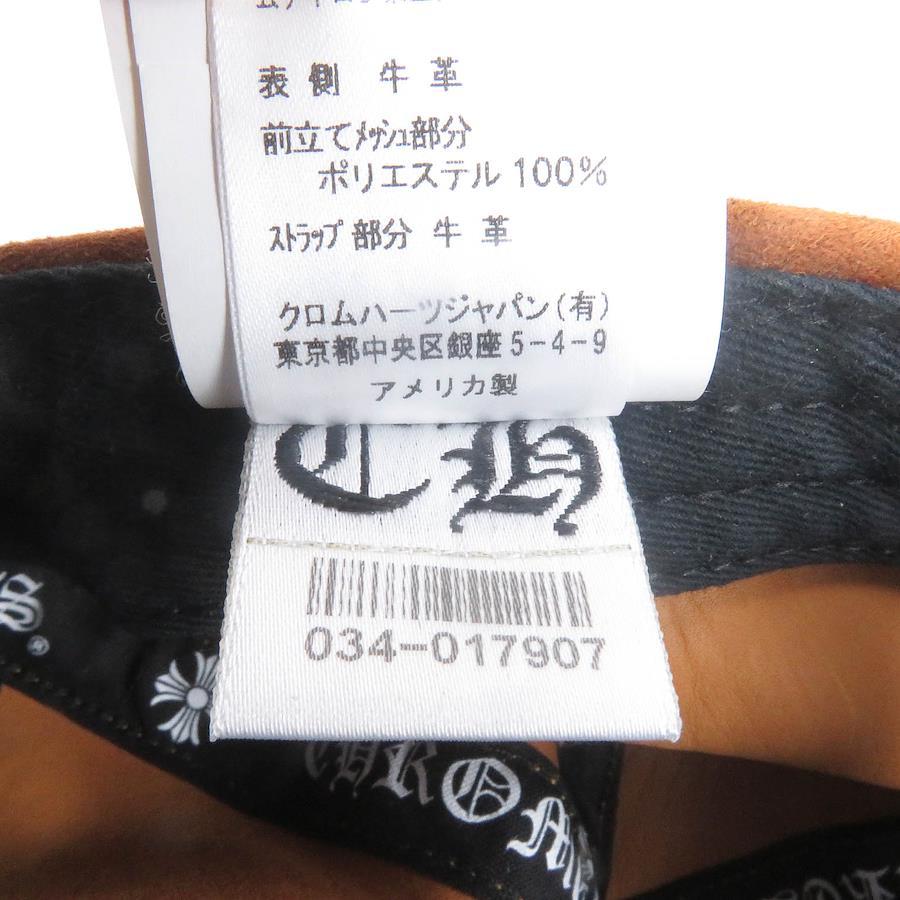 表側 牛革
前立てメッシュ部分
ポリエステル 100%
ストラップ部分 牛革
クロムハーツジャパン(有)
東京都中央区銀座5-4-9
アメリカ製
CH
034-017907
S®
CHROM